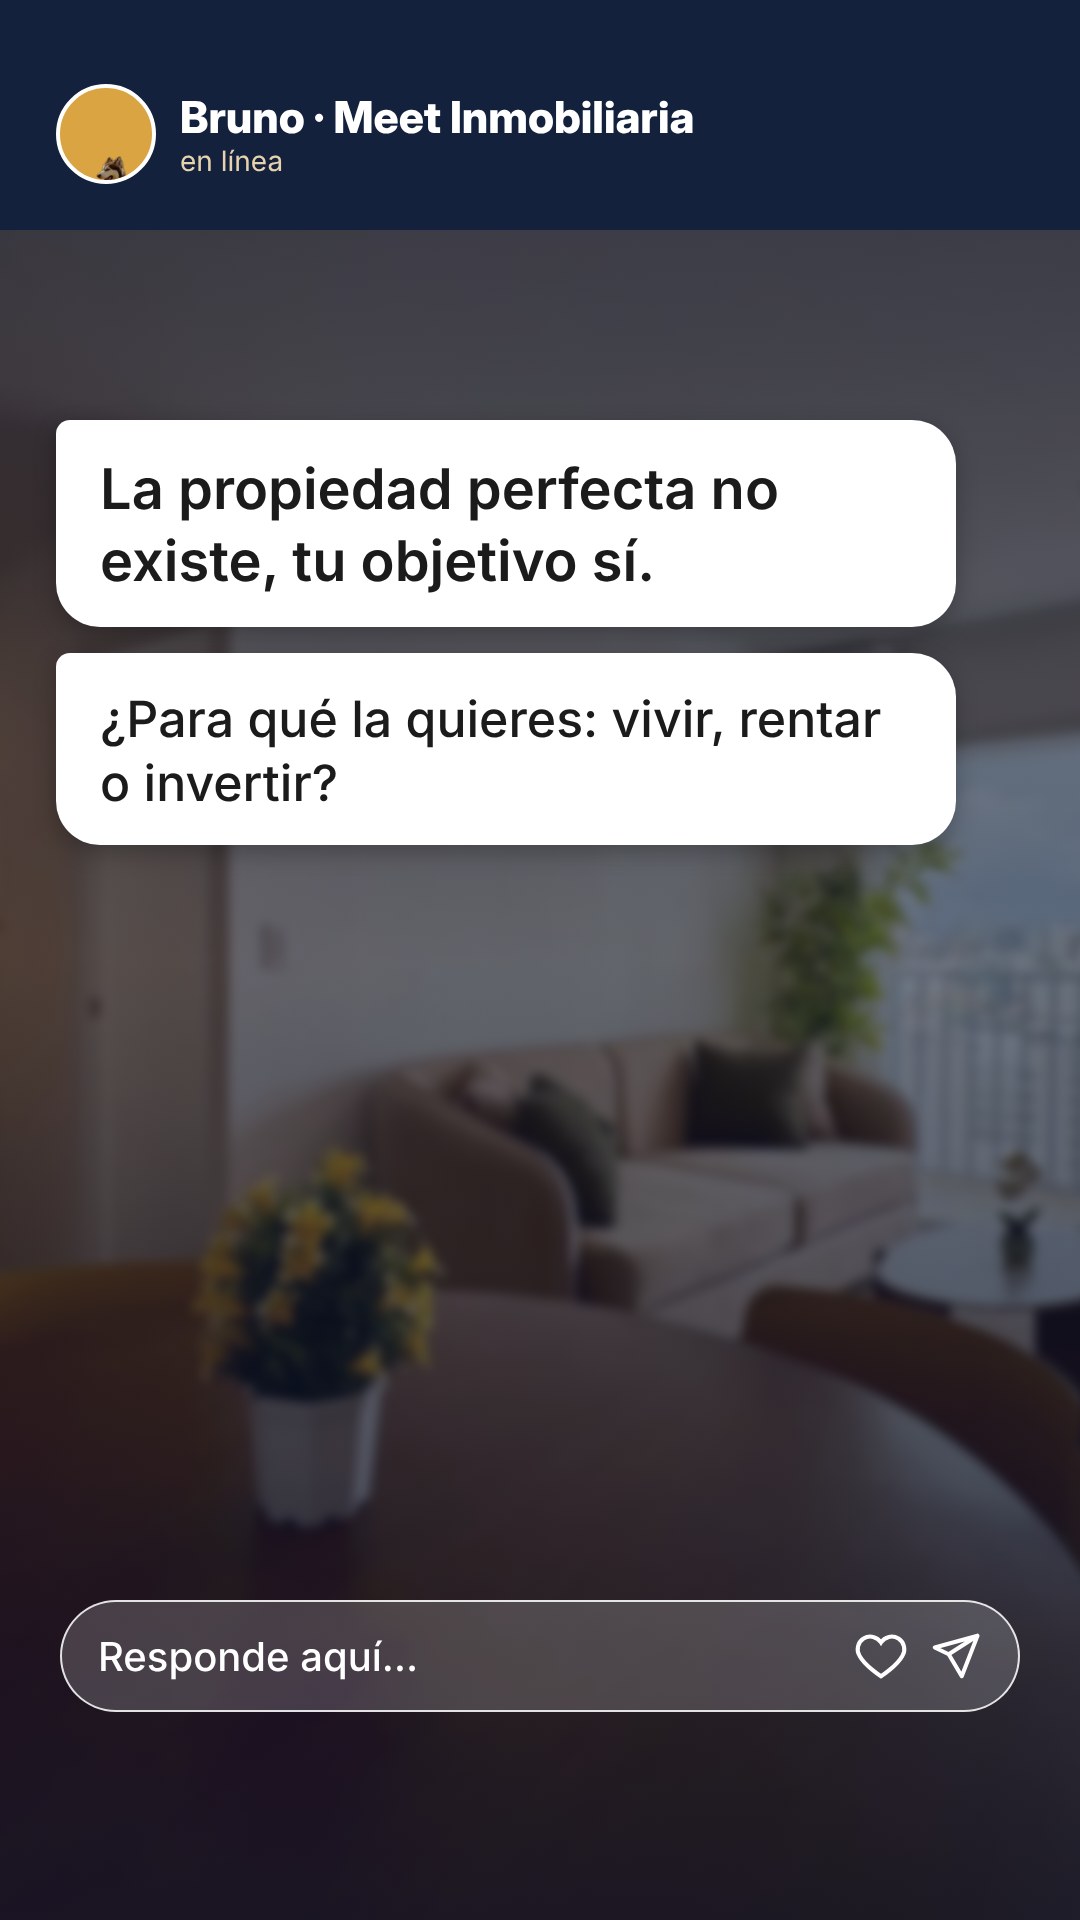 Bruno · Meet Inmobiliaria
en línea
La propiedad perfecta no
existe, tu objetivo sí.
¿Para qué la quieres: vivir, rentar
o invertir?
Responde aquí...